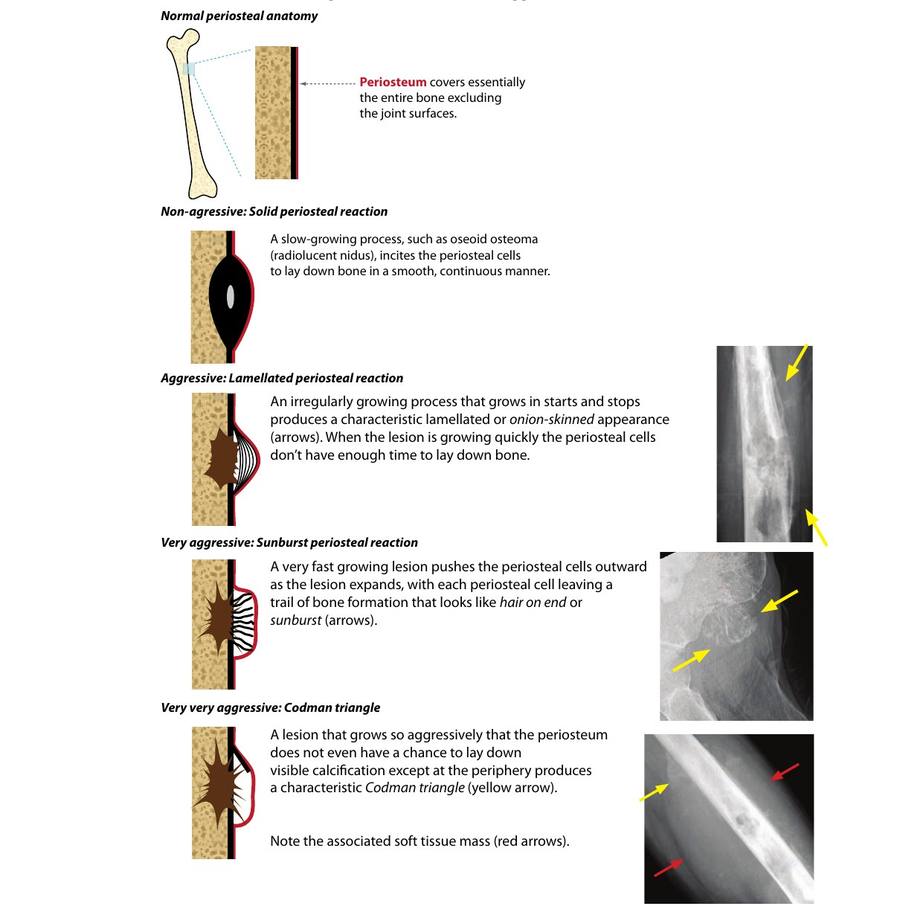 Normal periosteal anatomy
Periosteum covers essentially
the entire bone excluding
the joint surfaces.
Non-agressive: Solid periosteal reaction
A slow-growing process, such as oseoid osteoma
(radiolucent nidus), incites the periosteal cells
to lay down bone in a smooth, continuous manner.
Aggressive: Lamellated periosteal reaction
An irregularly growing process that grows in starts and stops
produces a characteristic lamellated or onion-skinned appearance
(arrows). When the lesion is growing quickly the periosteal cells
don't have enough time to lay down bone.
Very aggressive: Sunburst periosteal reaction
A very fast growing lesion pushes the periosteal cells outward
as the lesion expands, with each periosteal cell leaving a
trail of bone formation that looks like hair on end or
sunburst (arrows).
Very very aggressive: Codman triangle
A lesion that grows so aggressively that the periosteum
does not even have a chance to lay down
visible calcification except at the periphery produces
a characteristic Codman triangle (yellow arrow).
Note the associated soft tissue mass (red arrows).